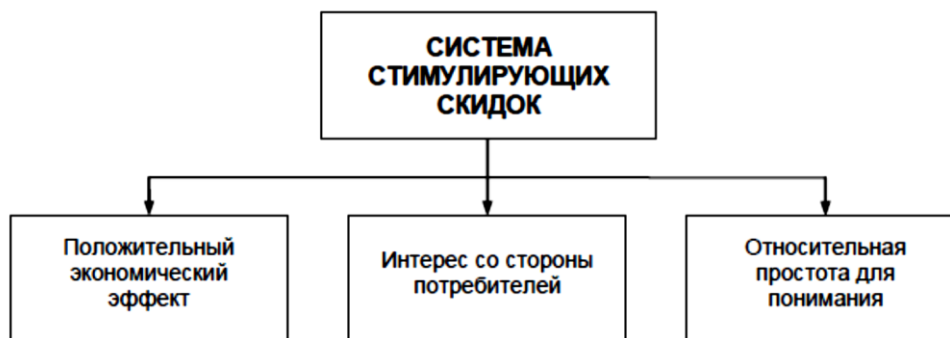 СИСТЕМА
СТИМУЛИРУЮЩИХ
СКИДОК
Положительный
экономический
эффект
Интерес со стороны
потребителей
Относительная
простота для
понимания